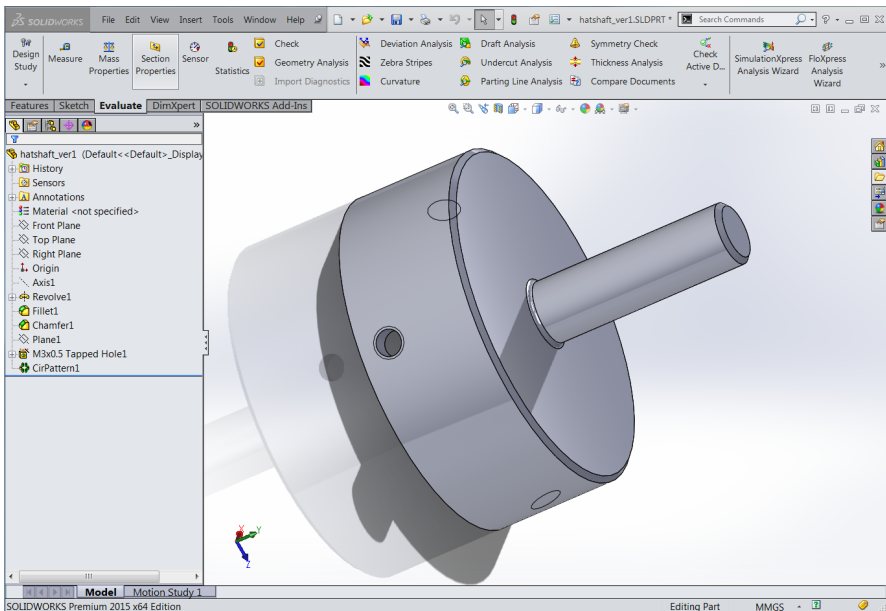 SOLIDWORKS File Edit View Insert Tools Window Help hatshaft_ver1.SLDPRT * Search Commands
Design Study
Measure
Mass Properties
Section Properties
Sensor
Statistics
Check
Geometry Analysis
Import Diagnostics
Deviation Analysis
Zebra Stripes
Curvature
Draft Analysis
Undercut Analysis
Parting Line Analysis
Symmetry Check
Thickness Analysis
Compare Documents
Check Active D...
SimulationXpress Analysis Wizard
FloXpress Analysis Wizard
Features Sketch Evaluate DimXpert SOLIDWORKS Add-Ins
hatshaft_ver1 (Default<<Default>_Display
History
Sensors
Annotations
Material <not specified>
Front Plane
Top Plane
Right Plane
Origin
Axis1
Revolve1
Fillet1
Chamfer1
Plane1
M3x0.5 Tapped Hole1
CirPattern1
X
Y
Z
Model Motion Study 1
SOLIDWORKS Premium 2015 x64 Edition Editing Part MMGS